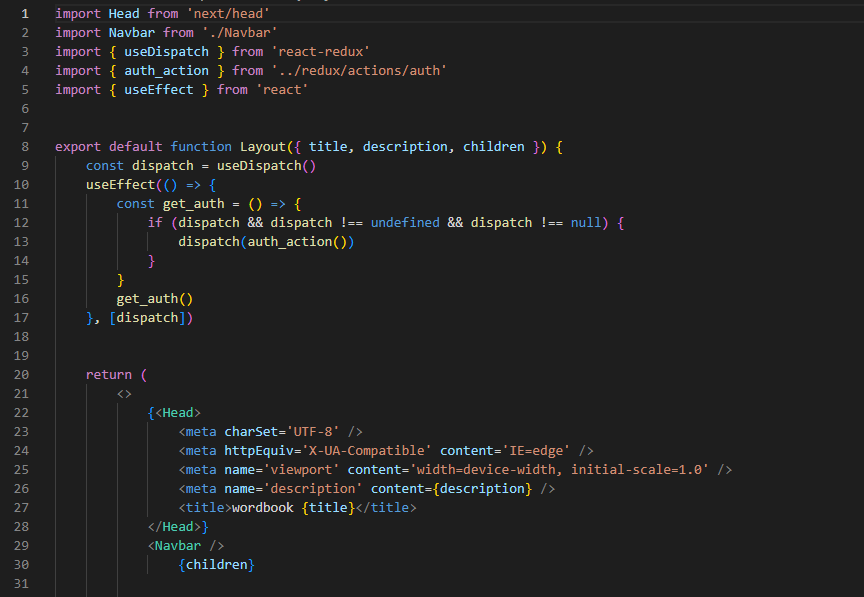 1 import Head from 'next/head'
2 import Navbar from './Navbar'
3 import { useDispatch } from 'react-redux'
4 import { auth_action } from '../redux/actions/auth'
5 import { useEffect } from 'react'
6
7
8 export default function Layout({ title, description, children }) {
9     const dispatch = useDispatch()
10     useEffect(() => {
11         const get_auth = () => {
12             if (dispatch && dispatch !== undefined && dispatch !== null) {
13                 dispatch(auth_action())
14             }
15         }
16         get_auth()
17     }, [dispatch])
18
19
20     return (
21         <>
22             {<Head>
23                 <meta charSet='UTF-8' />
24                 <meta httpEquiv='X-UA-Compatible' content='IE=edge' />
25                 <meta name='viewport' content='width=device-width, initial-scale=1.0' />
26                 <meta name='description' content={description} />
27                 <title>wordbook {title}</title>
28             </Head>}
29             <Navbar />
30                 {children}
31